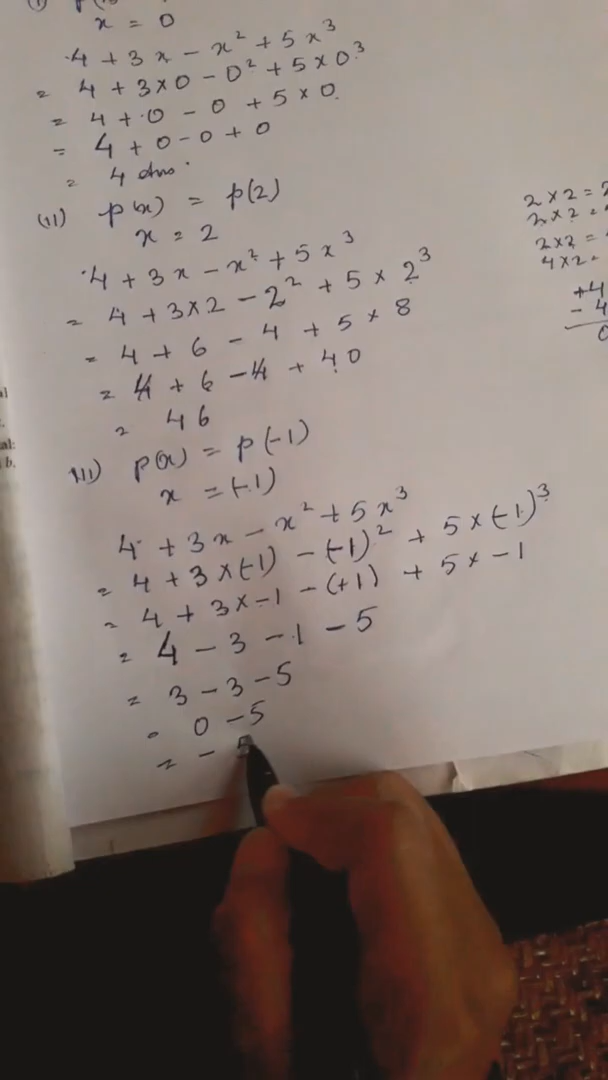 x = 0
4 + 3x - x² + 5x³
= 4 + 3×0 - 0² + 5×0³
= 4 + 0 - 0 + 5×0
= 4 + 0 - 0 + 0
= 4 Ans.
(ii) p(x) = p(2)
x = 2
4 + 3x - x² + 5x³
= 4 + 3×2 - 2² + 5×2³
= 4 + 6 - 4 + 5×8
= 4 + 6 - 4 + 40
= 46
(iii) p(x) = p(-1)
x = (-1)
4 + 3x - x² + 5x³
= 4 + 3×(-1) - (-1)² + 5×(-1)³
= 4 + 3×-1 - (+1) + 5×-1
= 4 - 3 - 1 - 5
= 3 - 3 - 5
= 0 - 5
= - 5
2×2=
2×2=
2×2=
4×2=
+4
- 4
0
b.